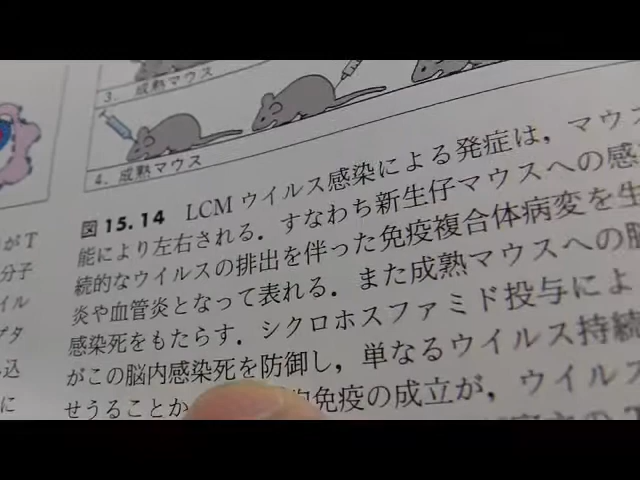 3. 成熟マウス
4. 成熟マウス
図 15.14 LCM ウイルス感染による発症は，マウス
能により左右される．すなわち新生仔マウスへの感
続的なウイルスの排出を伴った免疫複合体病変を生
炎や血管炎となって表れる．また成熟マウスへの脳
感染死をもたらす．シクロホスファミド投与によ
がこの脳内感染死を防御し，単なるウイルス持続
せうることか
免疫の成立が，ウイルス
がT
分子
イル
ゲタ
込
に